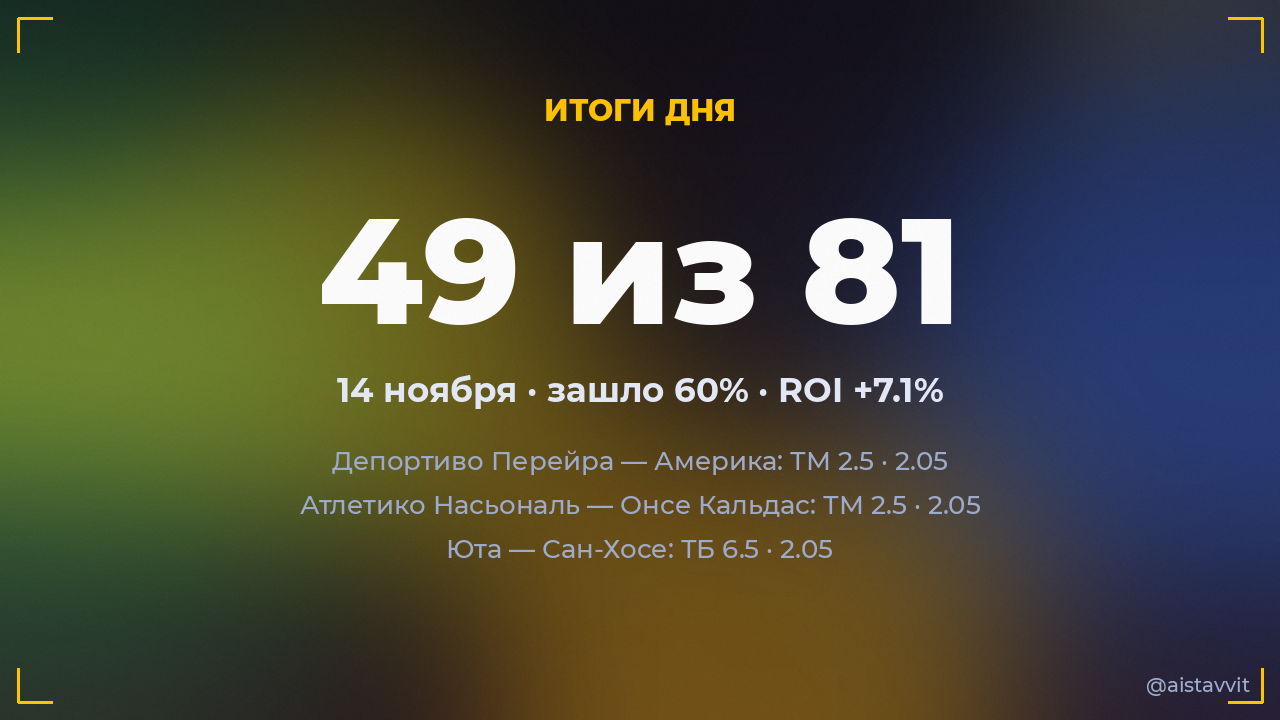 ИТОГИ ДНЯ
49 из 81
14 ноября · зашло 60% · ROI +7.1%
Депортиво Перейра — Америка: ТМ 2.5 · 2.05
Атлетико Насьональ — Онсе Кальдас: ТМ 2.5 · 2.05
Юта — Сан-Хосе: ТБ 6.5 · 2.05
@aistavvit